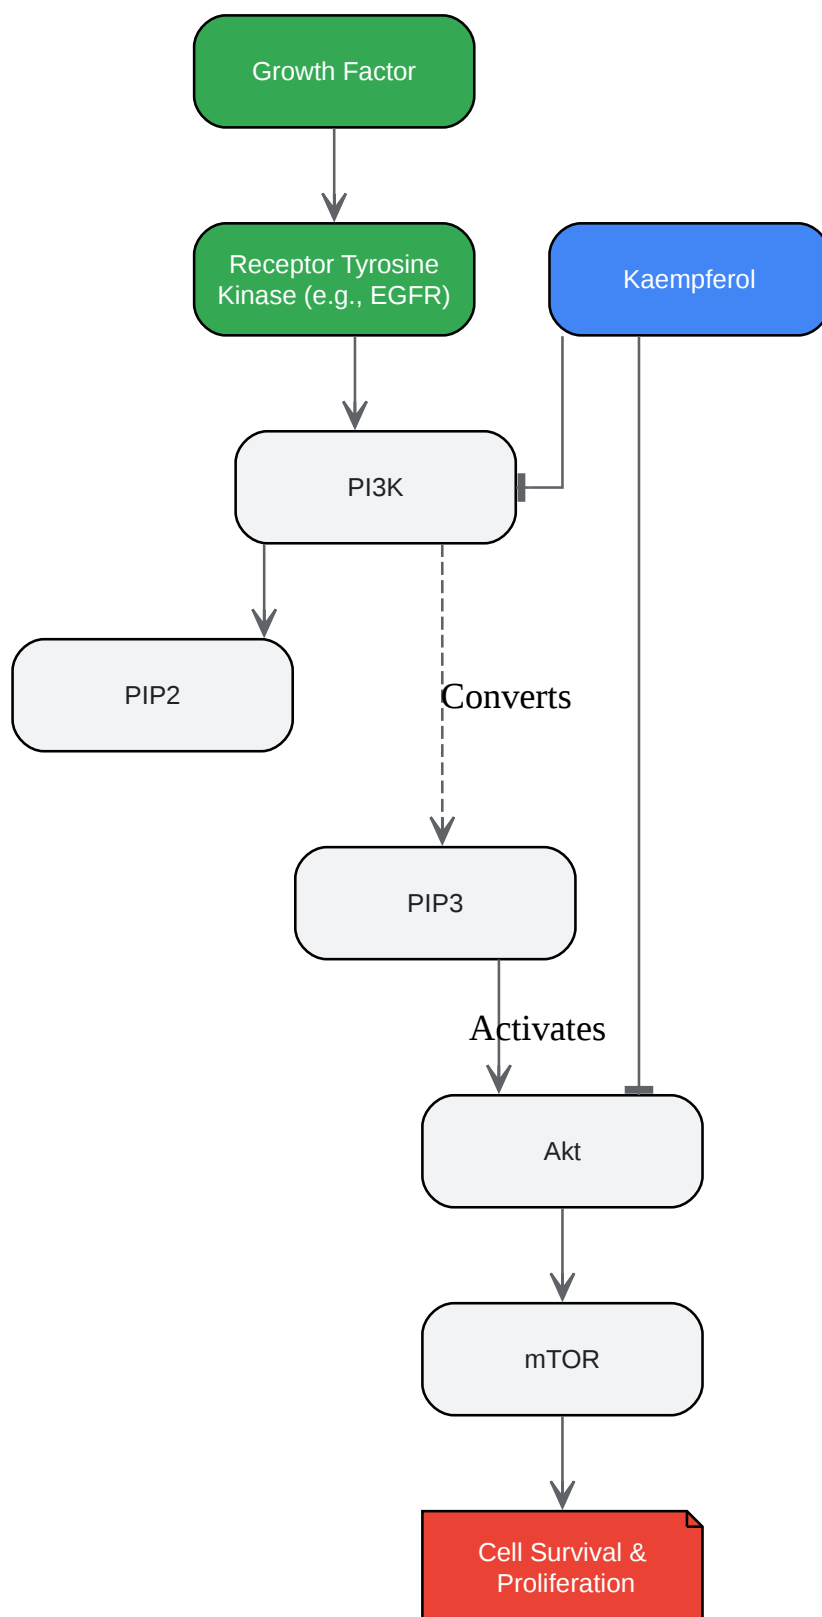 Growth Factor
Receptor Tyrosine
Kinase (e.g., EGFR)
Kaempferol
PI3K
PIP2
Converts
PIP3
Activates
Akt
mTOR
Cell Survival &
Proliferation